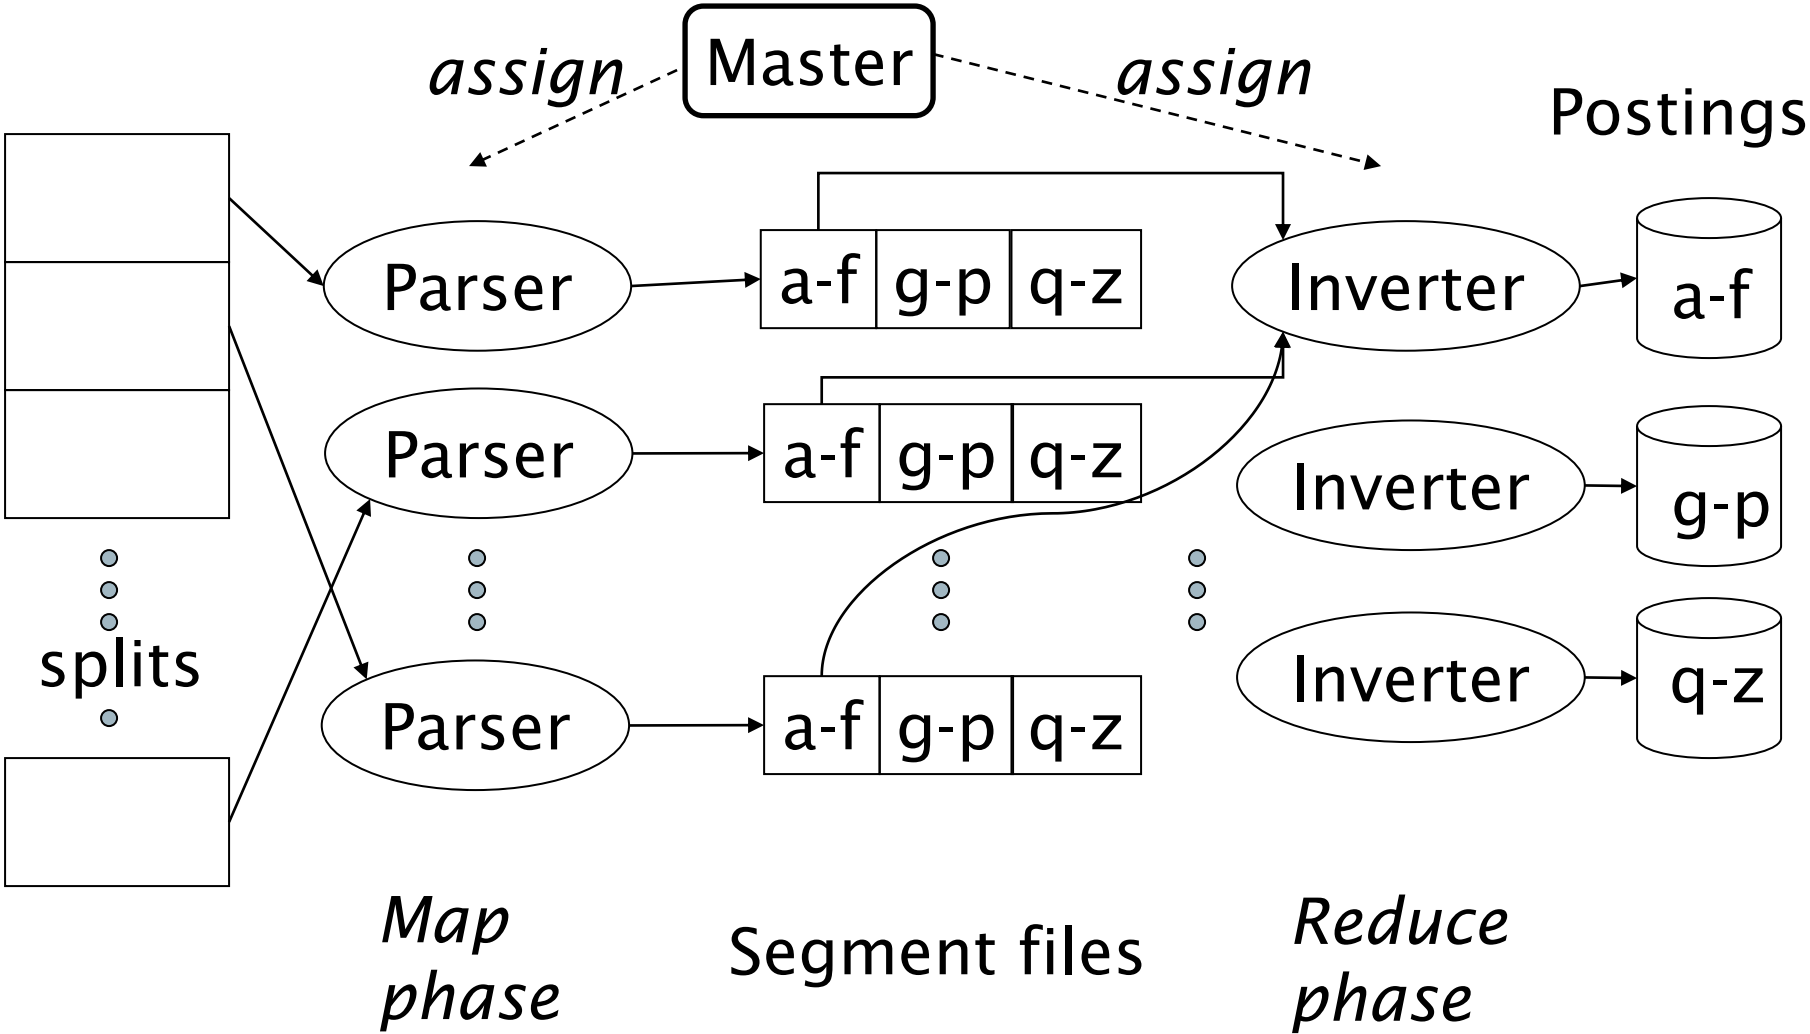 Master
assign
assign
Postings
Parser
a-f g-p q-z
Inverter
a-f
Parser
a-f g-p q-z
Inverter
g-p
splits
Parser
a-f g-p q-z
Inverter
q-z
Map
phase
Segment files
Reduce
phase